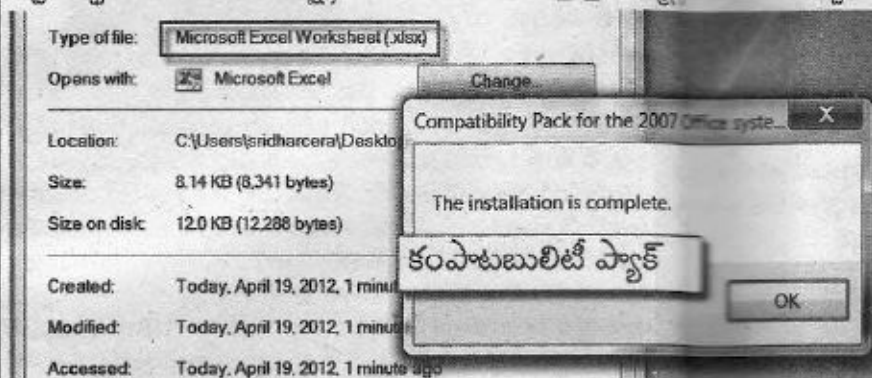 Type of file: Microsoft Excel Worksheet (.xlsx)
Opens with: Microsoft Excel Change...
Location: C:\Users\sridharcera\Deskto
Size: 8.14 KB (8,341 bytes)
Size on disk: 12.0 KB (12,288 bytes)
Created: Today, April 19, 2012, 1 minut
Modified: Today, April 19, 2012, 1 minute
Accessed: Today, April 19, 2012, 1 minute ago
Compatibility Pack for the 2007 Office syste... X
The installation is complete.
కంపాటబులిటీ ప్యాక్
OK